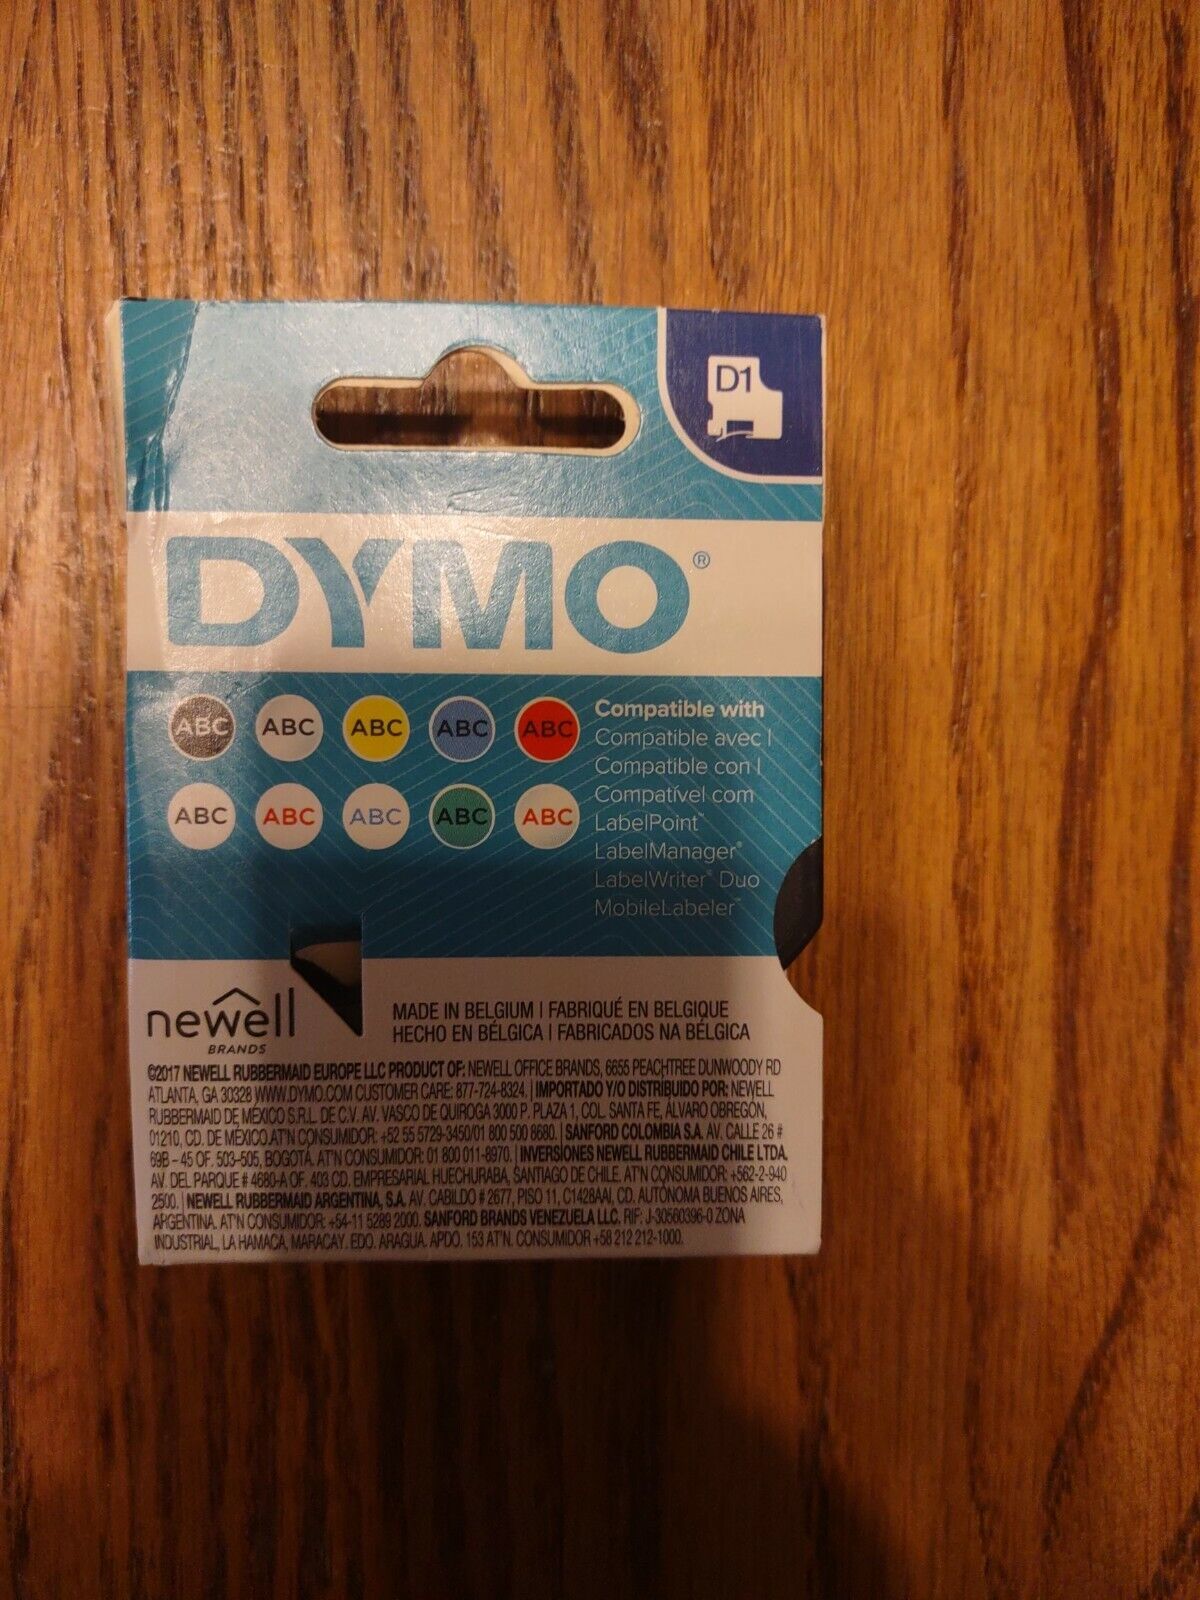 D1
DYMO®
ABC ABC ABC ABC ABC
ABC ABC ABC ABC ABC
Compatible with
Compatible avec |
Compatible con |
Compatível com
LabelPoint™
LabelManager®
LabelWriter® Duo
MobileLabeler™
newell
BRANDS
MADE IN BELGIUM | FABRIQUÉ EN BELGIQUE
HECHO EN BÉLGICA | FABRICADOS NA BÉLGICA
©2017 NEWELL RUBBERMAID EUROPE LLC PRODUCT OF: NEWELL OFFICE BRANDS, 6655 PEACHTREE DUNWOODY RD
ATLANTA, GA 30328 WWW.DYMO.COM CUSTOMER CARE: 877-724-8324. | IMPORTADO Y/O DISTRIBUIDO POR: NEWELL
RUBBERMAID DE MEXICO S.R.L. DE C.V. AV. VASCO DE QUIROGA 3000 P. PLAZA 1, COL. SANTA FE, ÁLVARO OBREGÓN,
01210, CD. DE MÉXICO.AT'N CONSUMIDOR: +52 55 5729-3450/01 800 500 8680. | SANFORD COLOMBIA S.A. AV. CALLE 26 #
69B – 45 OF. 503-505, BOGOTÁ. AT'N CONSUMIDOR: 01 800 011-8970. | INVERSIONES NEWELL RUBBERMAID CHILE LTDA.
AV. DEL PARQUE # 4680-A OF. 403 CD. EMPRESARIAL HUECHURABA, SANTIAGO DE CHILE. AT'N CONSUMIDOR: +562-2-940
2500. | NEWELL RUBBERMAID ARGENTINA, S.A. AV. CABILDO # 2677, PISO 11, C1428AAI, CD. AUTÓNOMA BUENOS AIRES,
ARGENTINA. AT'N CONSUMIDOR: +54-11 5289 2000. SANFORD BRANDS VENEZUELA LLC. RIF: J-30580396-0 ZONA
INDUSTRIAL, LA HAMACA, MARACAY. EDO. ARAGUA. APDO. 153 AT'N. CONSUMIDOR +58 212 212-1000.